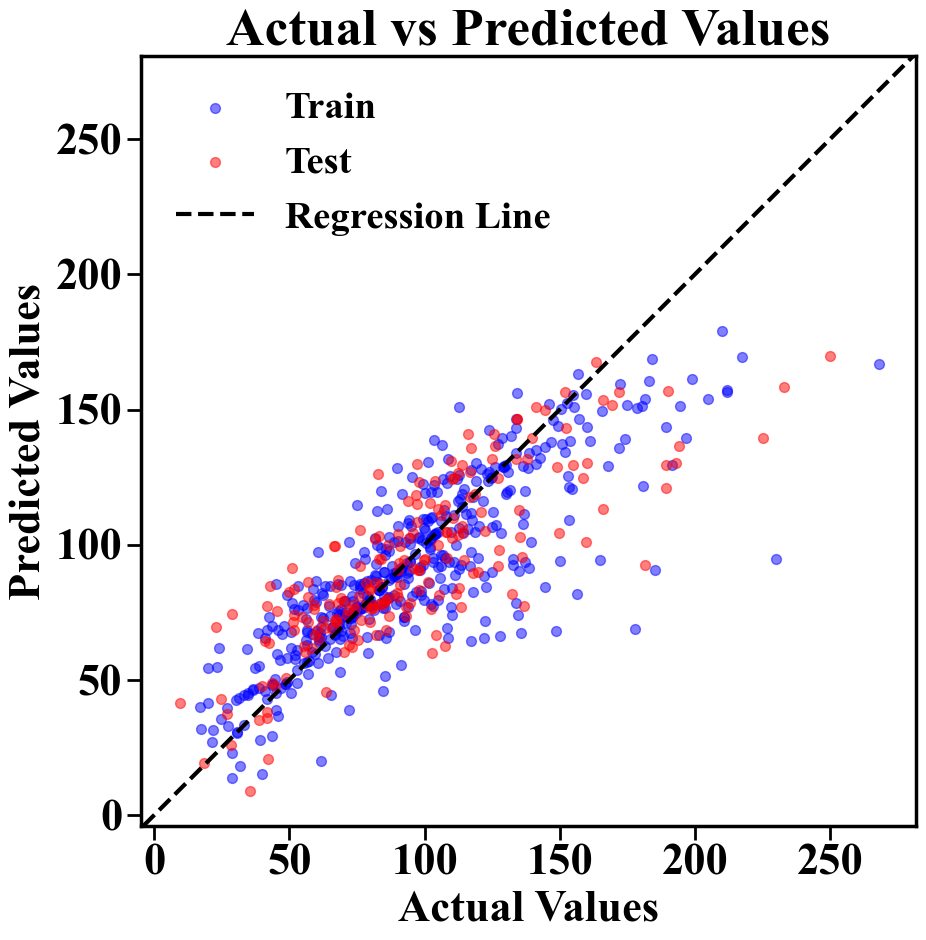 Actual vs Predicted Values
Train
Test
Regression Line
250
200
150
100
50
0
Predicted Values
0 50 100 150 200 250
Actual Values